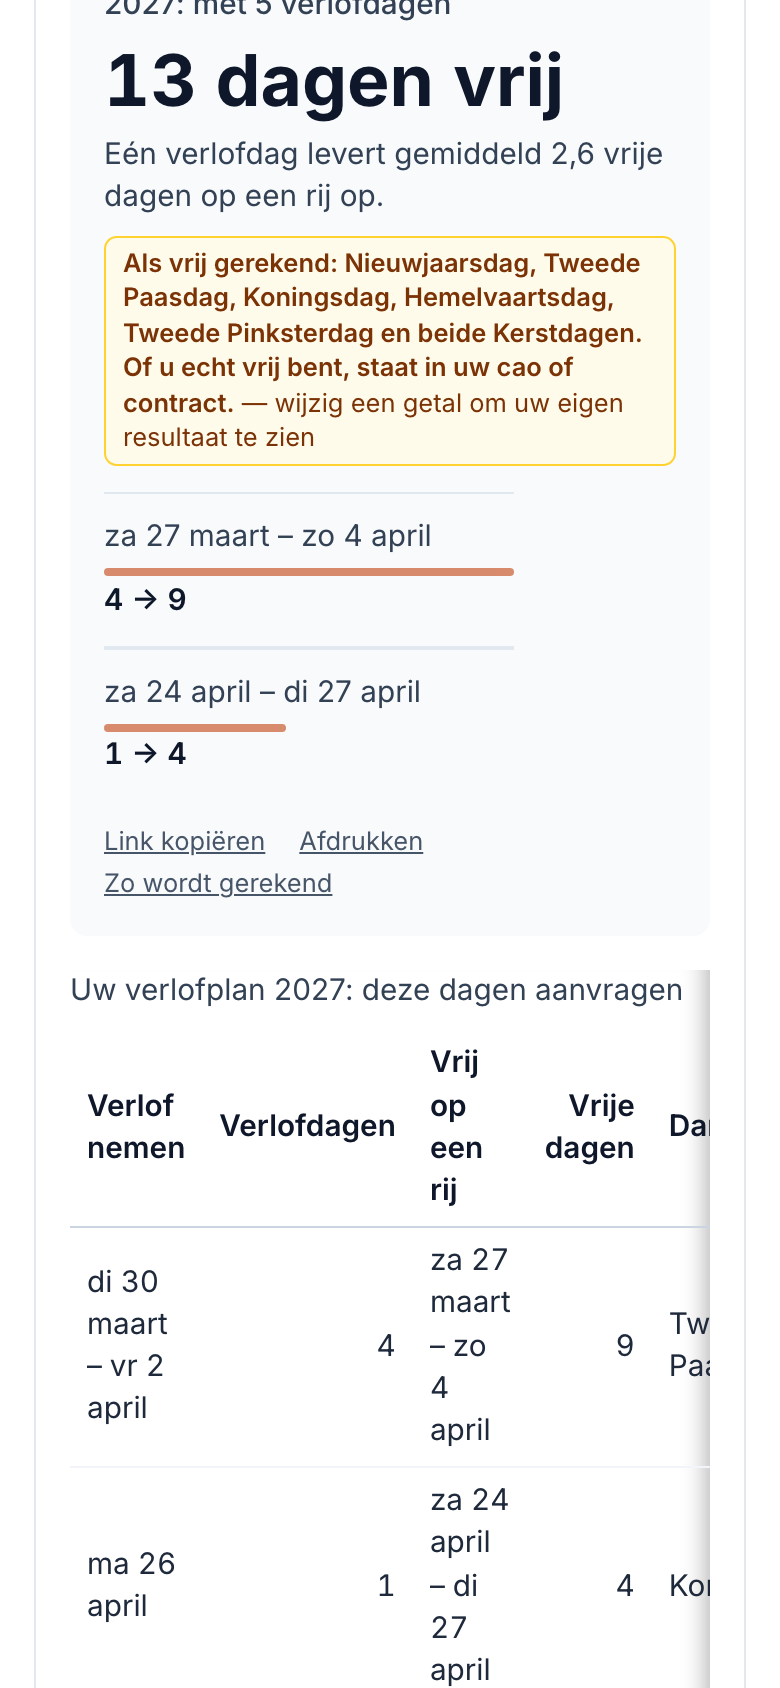 2027: met 5 verlofdagen
13 dagen vrij
Eén verlofdag levert gemiddeld 2,6 vrije
dagen op een rij op.
Als vrij gerekend: Nieuwjaarsdag, Tweede
Paasdag, Koningsdag, Hemelvaartsdag,
Tweede Pinksterdag en beide Kerstdagen.
Of u echt vrij bent, staat in uw cao of
contract. — wijzig een getal om uw eigen
resultaat te zien
za 27 maart – zo 4 april
4 → 9
za 24 april – di 27 april
1 → 4
Link kopiëren Afdrukken
Zo wordt gerekend
Uw verlofplan 2027: deze dagen aanvragen
Verlof
nemen
Verlofdagen
Vrij
op
een
rij
Vrije
dagen
di 30
maart
– vr 2
april
4
za 27
maart
– zo
4
april
9
ma 26
april
1
za 24
april
– di
27
april
4